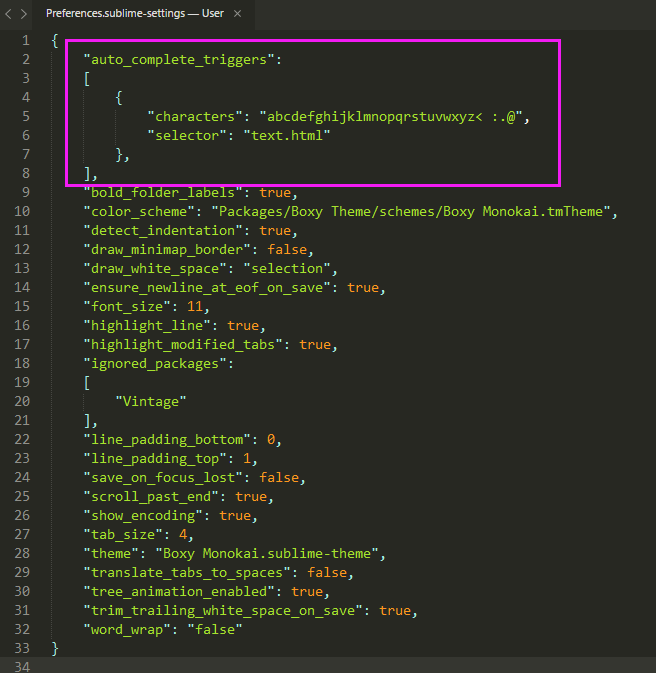 Preferences.sublime-settings — User ×
1 {
2 "auto_complete_triggers":
3 [
4 {
5 "characters": "abcdefghijklmnopqrstuvwxyz< :.@",
6 "selector": "text.html"
7 },
8 ],
9 "bold_folder_labels": true,
10 "color_scheme": "Packages/Boxy Theme/schemes/Boxy Monokai.tmTheme",
11 "detect_indentation": true,
12 "draw_minimap_border": false,
13 "draw_white_space": "selection",
14 "ensure_newline_at_eof_on_save": true,
15 "font_size": 11,
16 "highlight_line": true,
17 "highlight_modified_tabs": true,
18 "ignored_packages":
19 [
20 "Vintage"
21 ],
22 "line_padding_bottom": 0,
23 "line_padding_top": 1,
24 "save_on_focus_lost": false,
25 "scroll_past_end": true,
26 "show_encoding": true,
27 "tab_size": 4,
28 "theme": "Boxy Monokai.sublime-theme",
29 "translate_tabs_to_spaces": false,
30 "tree_animation_enabled": true,
31 "trim_trailing_white_space_on_save": true,
32 "word_wrap": "false"
33 }
34